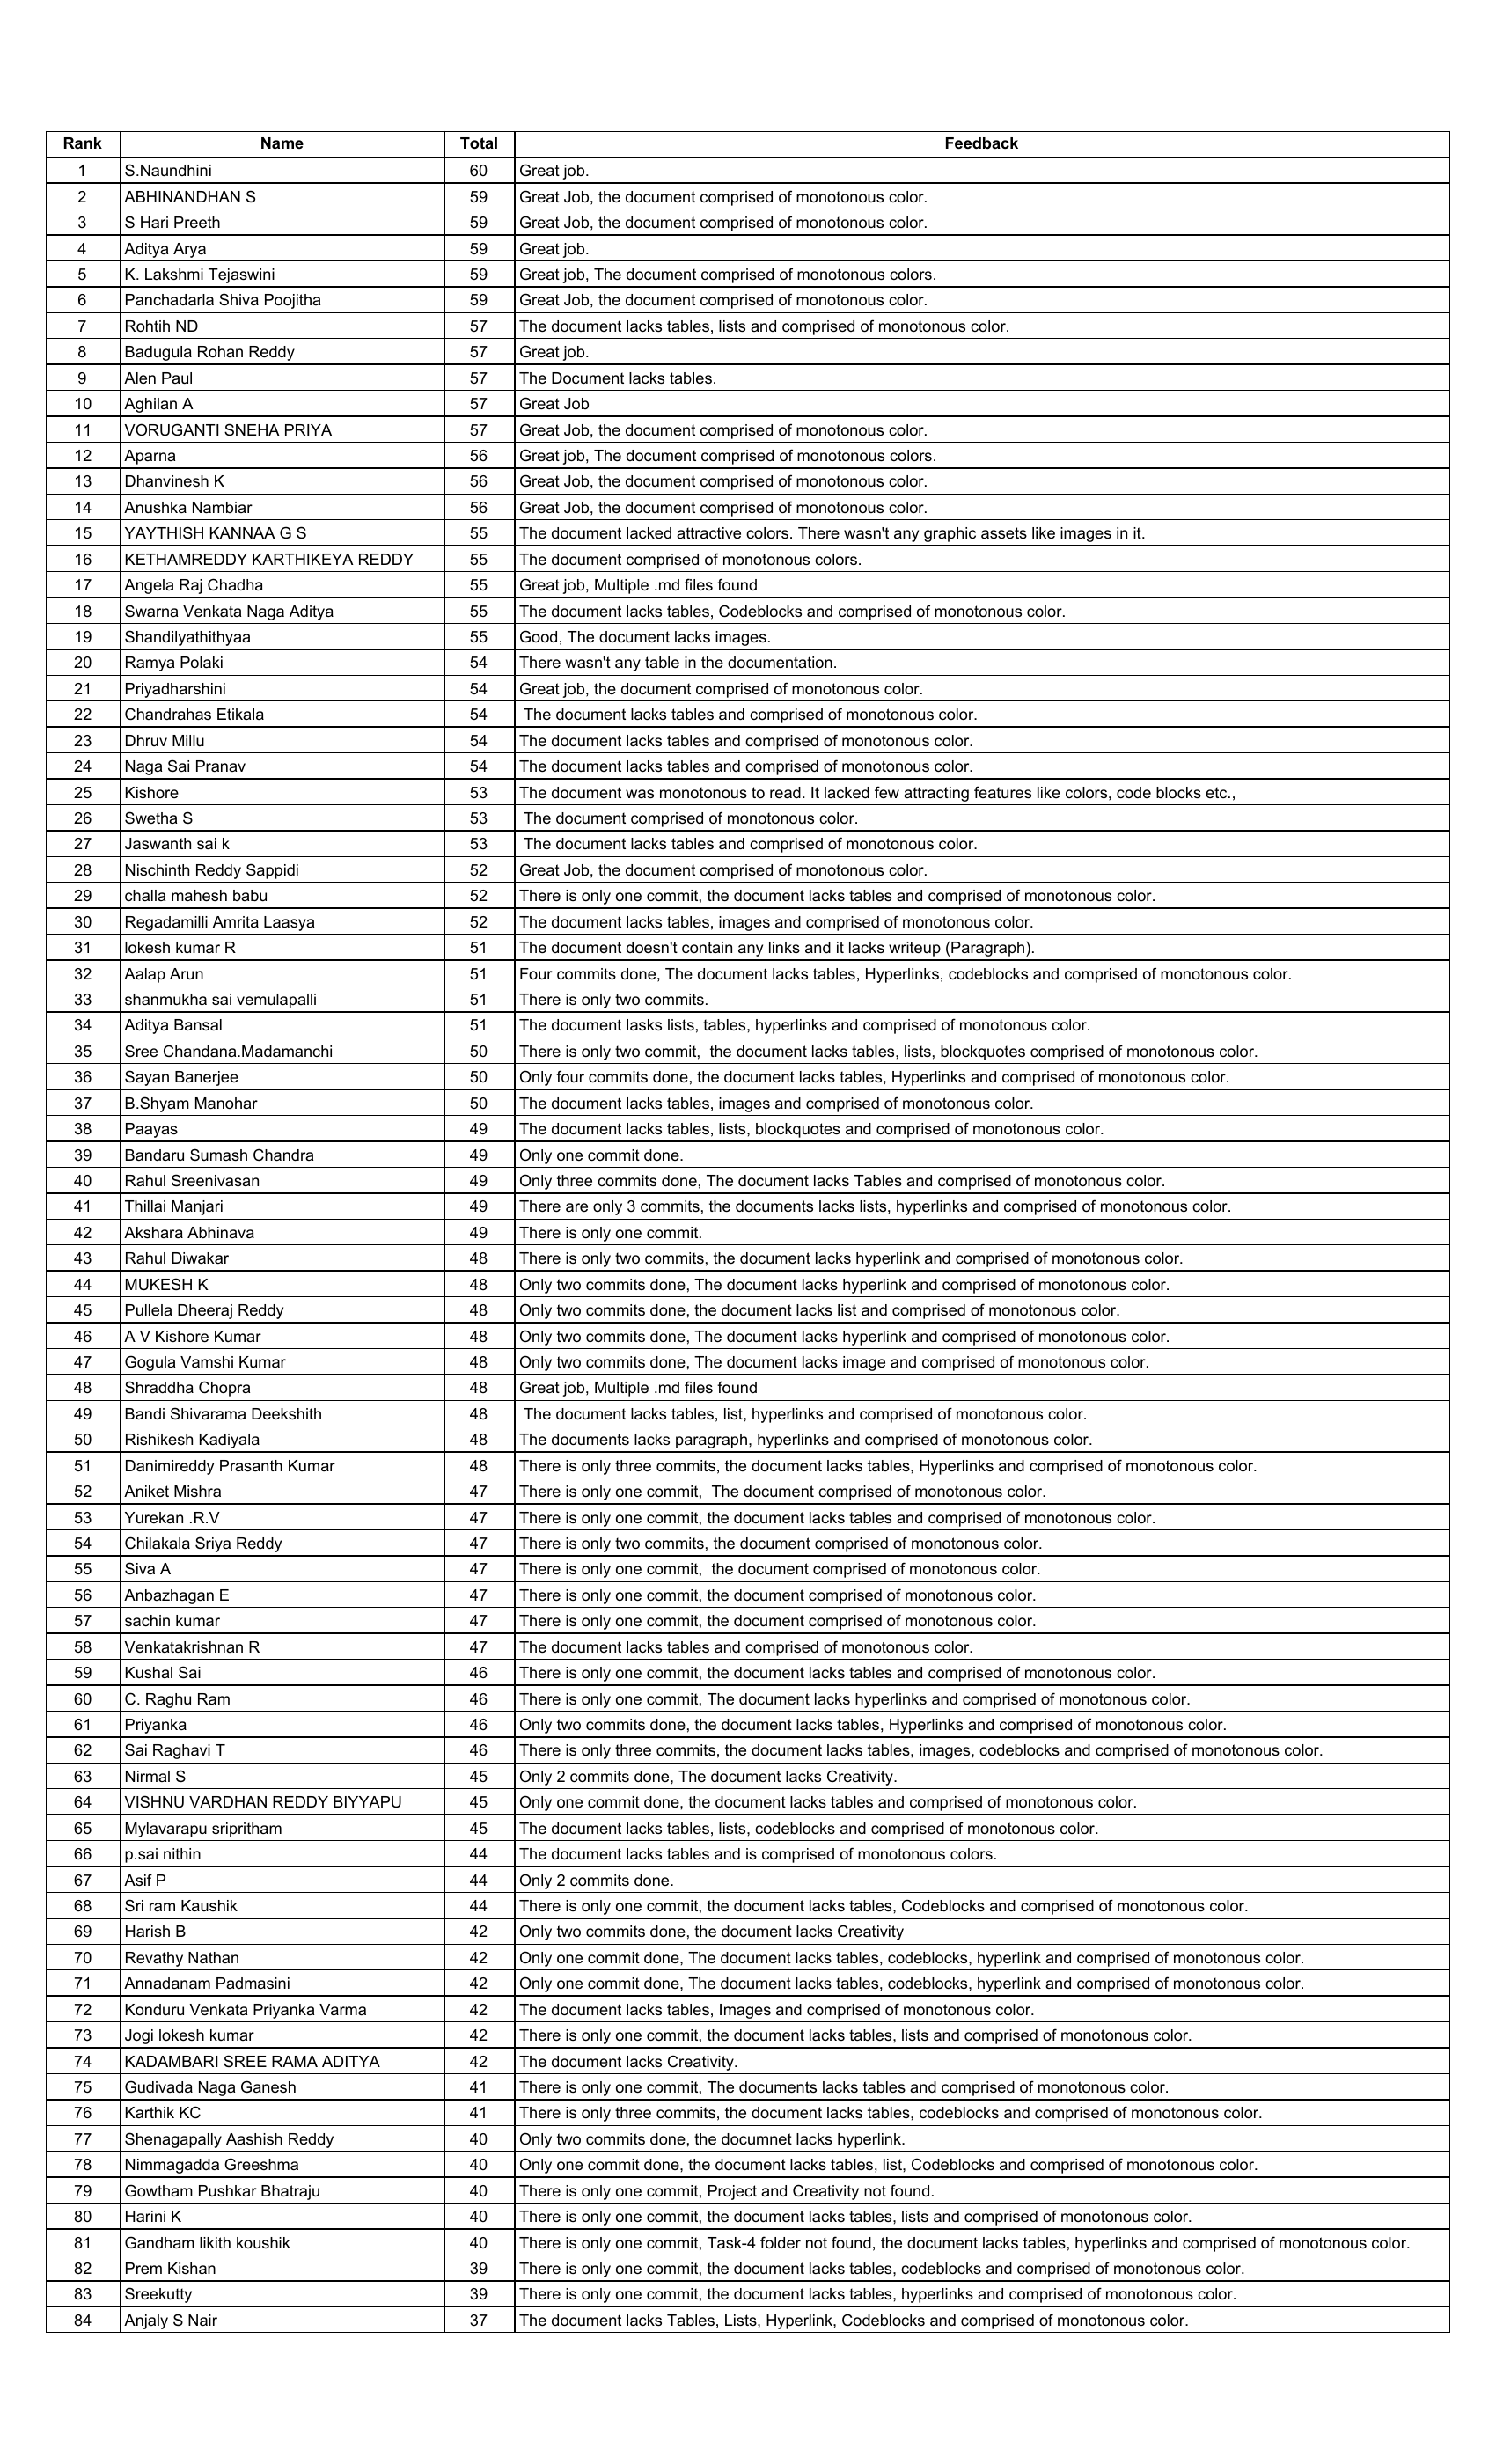 Rank Name Total Feedback
1 S.Naundhini 60 Great job.
2 ABHINANDHAN S 59 Great Job, the document comprised of monotonous color.
3 S Hari Preeth 59 Great Job, the document comprised of monotonous color.
4 Aditya Arya 59 Great job.
5 K. Lakshmi Tejaswini 59 Great job, The document comprised of monotonous colors.
6 Panchadarla Shiva Poojitha 59 Great Job, the document comprised of monotonous color.
7 Rohtih ND 57 The document lacks tables, lists and comprised of monotonous color.
8 Badugula Rohan Reddy 57 Great job.
9 Alen Paul 57 The Document lacks tables.
10 Aghilan A 57 Great Job
11 VORUGANTI SNEHA PRIYA 57 Great Job, the document comprised of monotonous color.
12 Aparna 56 Great job, The document comprised of monotonous colors.
13 Dhanvinesh K 56 Great Job, the document comprised of monotonous color.
14 Anushka Nambiar 56 Great Job, the document comprised of monotonous color.
15 YAYTHISH KANNAA G S 55 The document lacked attractive colors. There wasn't any graphic assets like images in it.
16 KETHAMREDDY KARTHIKEYA REDDY 55 The document comprised of monotonous colors.
17 Angela Raj Chadha 55 Great job, Multiple .md files found
18 Swarna Venkata Naga Aditya 55 The document lacks tables, Codeblocks and comprised of monotonous color.
19 Shandilyathithyaa 55 Good, The document lacks images.
20 Ramya Polaki 54 There wasn't any table in the documentation.
21 Priyadharshini 54 Great job, the document comprised of monotonous color.
22 Chandrahas Etikala 54 The document lacks tables and comprised of monotonous color.
23 Dhruv Millu 54 The document lacks tables and comprised of monotonous color.
24 Naga Sai Pranav 54 The document lacks tables and comprised of monotonous color.
25 Kishore 53 The document was monotonous to read. It lacked few attracting features like colors, code blocks etc.,
26 Swetha S 53 The document comprised of monotonous color.
27 Jaswanth sai k 53 The document lacks tables and comprised of monotonous color.
28 Nischinth Reddy Sappidi 52 Great Job, the document comprised of monotonous color.
29 challa mahesh babu 52 There is only one commit, the document lacks tables and comprised of monotonous color.
30 Regadamilli Amrita Laasya 52 The document lacks tables, images and comprised of monotonous color.
31 lokesh kumar R 51 The document doesn't contain any links and it lacks writeup (Paragraph).
32 Aalap Arun 51 Four commits done, The document lacks tables, Hyperlinks, codeblocks and comprised of monotonous color.
33 shanmukha sai vemulapalli 51 There is only two commits.
34 Aditya Bansal 51 The document lasks lists, tables, hyperlinks and comprised of monotonous color.
35 Sree Chandana.Madamanchi 50 There is only two commit,  the document lacks tables, lists, blockquotes comprised of monotonous color.
36 Sayan Banerjee 50 Only four commits done, the document lacks tables, Hyperlinks and comprised of monotonous color.
37 B.Shyam Manohar 50 The document lacks tables, images and comprised of monotonous color.
38 Paayas 49 The document lacks tables, lists, blockquotes and comprised of monotonous color.
39 Bandaru Sumash Chandra 49 Only one commit done.
40 Rahul Sreenivasan 49 Only three commits done, The document lacks Tables and comprised of monotonous color.
41 Thillai Manjari 49 There are only 3 commits, the documents lacks lists, hyperlinks and comprised of monotonous color.
42 Akshara Abhinava 49 There is only one commit.
43 Rahul Diwakar 48 There is only two commits, the document lacks hyperlink and comprised of monotonous color.
44 MUKESH K 48 Only two commits done, The document lacks hyperlink and comprised of monotonous color.
45 Pullela Dheeraj Reddy 48 Only two commits done, the document lacks list and comprised of monotonous color.
46 A V Kishore Kumar 48 Only two commits done, The document lacks hyperlink and comprised of monotonous color.
47 Gogula Vamshi Kumar 48 Only two commits done, The document lacks image and comprised of monotonous color.
48 Shraddha Chopra 48 Great job, Multiple .md files found
49 Bandi Shivarama Deekshith 48 The document lacks tables, list, hyperlinks and comprised of monotonous color.
50 Rishikesh Kadiyala 48 The documents lacks paragraph, hyperlinks and comprised of monotonous color.
51 Danimireddy Prasanth Kumar 48 There is only three commits, the document lacks tables, Hyperlinks and comprised of monotonous color.
52 Aniket Mishra 47 There is only one commit,  The document comprised of monotonous color.
53 Yurekan .R.V 47 There is only one commit, the document lacks tables and comprised of monotonous color.
54 Chilakala Sriya Reddy 47 There is only two commits, the document comprised of monotonous color.
55 Siva A 47 There is only one commit,  the document comprised of monotonous color.
56 Anbazhagan E 47 There is only one commit, the document comprised of monotonous color.
57 sachin kumar 47 There is only one commit, the document comprised of monotonous color.
58 Venkatakrishnan R 47 The document lacks tables and comprised of monotonous color.
59 Kushal Sai 46 There is only one commit, the document lacks tables and comprised of monotonous color.
60 C. Raghu Ram 46 There is only one commit, The document lacks hyperlinks and comprised of monotonous color.
61 Priyanka 46 Only two commits done, the document lacks tables, Hyperlinks and comprised of monotonous color.
62 Sai Raghavi T 46 There is only three commits, the document lacks tables, images, codeblocks and comprised of monotonous color.
63 Nirmal S 45 Only 2 commits done, The document lacks Creativity.
64 VISHNU VARDHAN REDDY BIYYAPU 45 Only one commit done, the document lacks tables and comprised of monotonous color.
65 Mylavarapu sripritham 45 The document lacks tables, lists, codeblocks and comprised of monotonous color.
66 p.sai nithin 44 The document lacks tables and is comprised of monotonous colors.
67 Asif P 44 Only 2 commits done.
68 Sri ram Kaushik 44 There is only one commit, the document lacks tables, Codeblocks and comprised of monotonous color.
69 Harish B 42 Only two commits done, the document lacks Creativity
70 Revathy Nathan 42 Only one commit done, The document lacks tables, codeblocks, hyperlink and comprised of monotonous color.
71 Annadanam Padmasini 42 Only one commit done, The document lacks tables, codeblocks, hyperlink and comprised of monotonous color.
72 Konduru Venkata Priyanka Varma 42 The document lacks tables, Images and comprised of monotonous color.
73 Jogi lokesh kumar 42 There is only one commit, the document lacks tables, lists and comprised of monotonous color.
74 KADAMBARI SREE RAMA ADITYA 42 The document lacks Creativity.
75 Gudivada Naga Ganesh 41 There is only one commit, The documents lacks tables and comprised of monotonous color.
76 Karthik KC 41 There is only three commits, the document lacks tables, codeblocks and comprised of monotonous color.
77 Shenagapally Aashish Reddy 40 Only two commits done, the documnet lacks hyperlink.
78 Nimmagadda Greeshma 40 Only one commit done, the document lacks tables, list, Codeblocks and comprised of monotonous color.
79 Gowtham Pushkar Bhatraju 40 There is only one commit, Project and Creativity not found.
80 Harini K 40 There is only one commit, the document lacks tables, lists and comprised of monotonous color.
81 Gandham likith koushik 40 There is only one commit, Task-4 folder not found, the document lacks tables, hyperlinks and comprised of monotonous color.
82 Prem Kishan 39 There is only one commit, the document lacks tables, codeblocks and comprised of monotonous color.
83 Sreekutty 39 There is only one commit, the document lacks tables, hyperlinks and comprised of monotonous color.
84 Anjaly S Nair 37 The document lacks Tables, Lists, Hyperlink, Codeblocks and comprised of monotonous color.